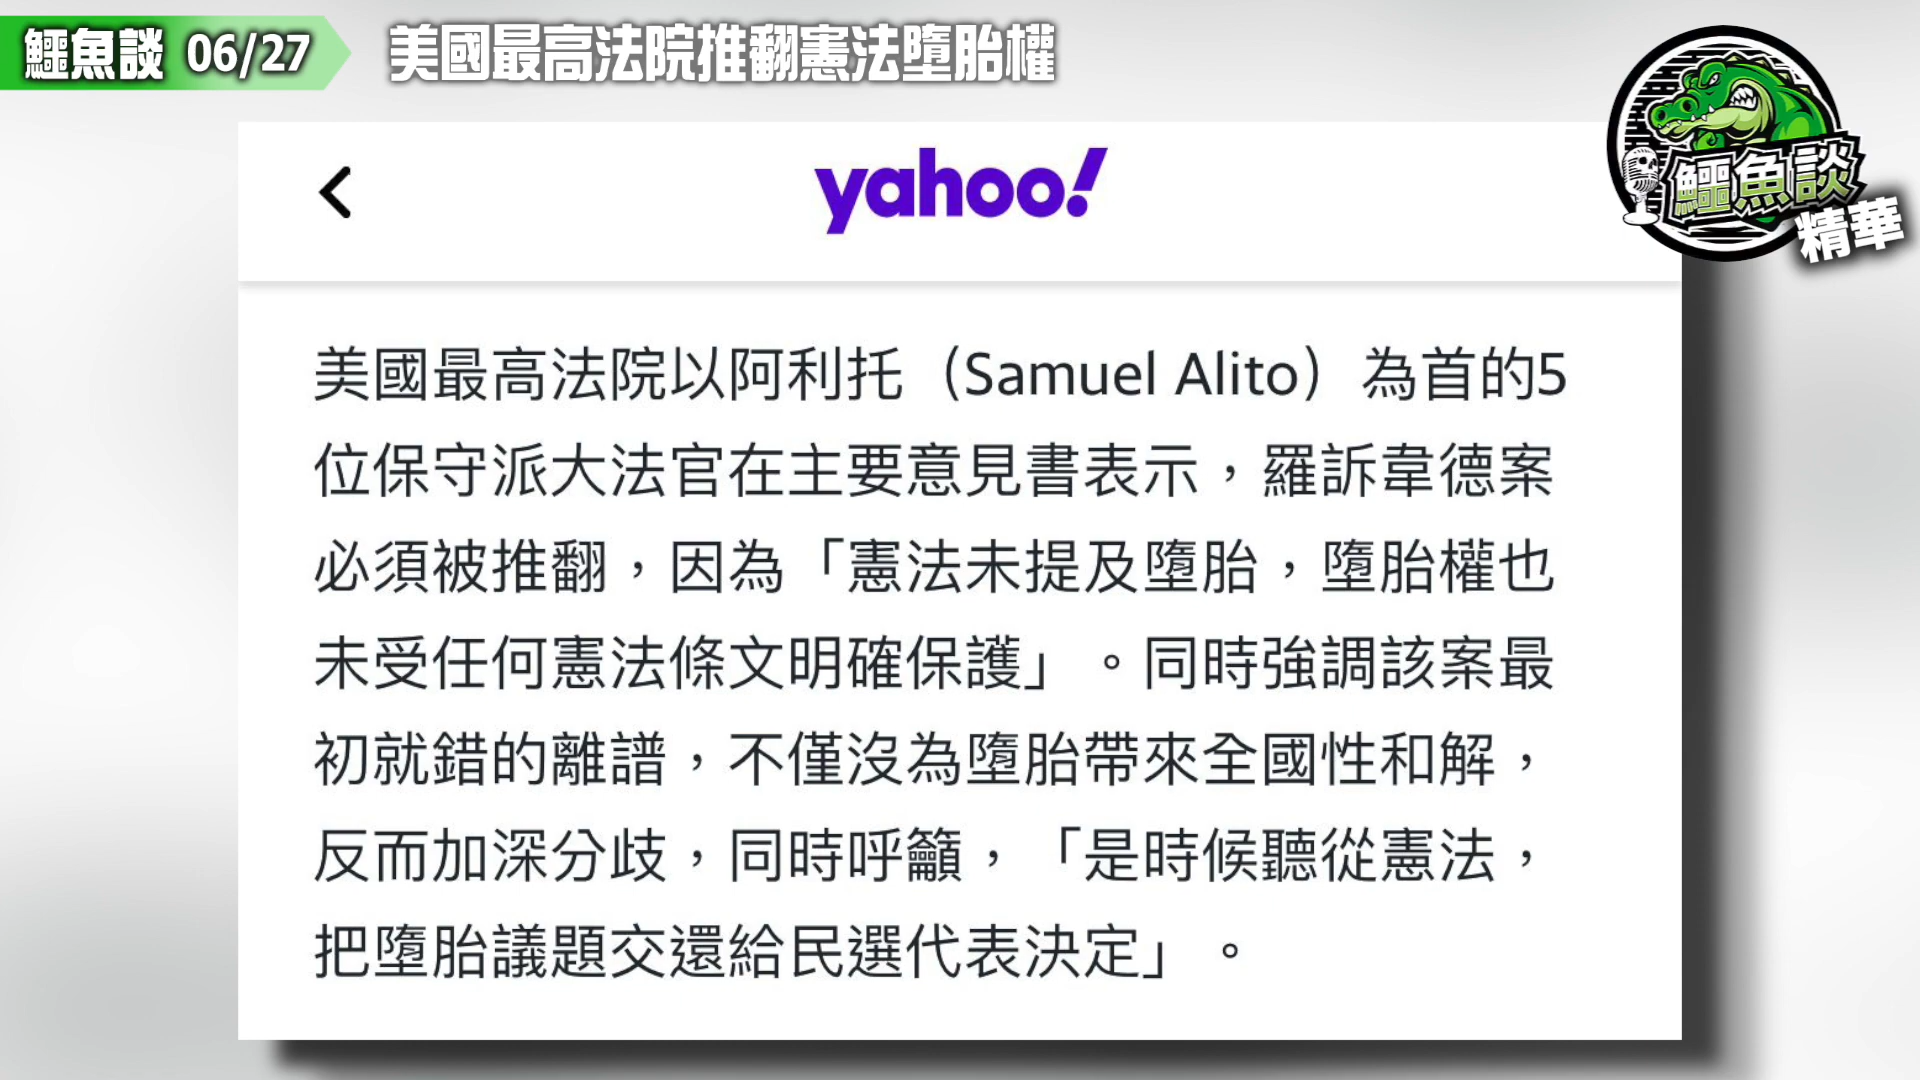 鱷魚談 06/27 美國最高法院推翻憲法墮胎權
鱷魚談
精華
yahoo!
美國最高法院以阿利托（Samuel Alito）為首的5
位保守派大法官在主要意見書表示，羅訴韋德案
必須被推翻，因為「憲法未提及墮胎，墮胎權也
未受任何憲法條文明確保護」。同時強調該案最
初就錯的離譜，不僅沒為墮胎帶來全國性和解，
反而加深分歧，同時呼籲，「是時候聽從憲法，
把墮胎議題交還給民選代表決定」。